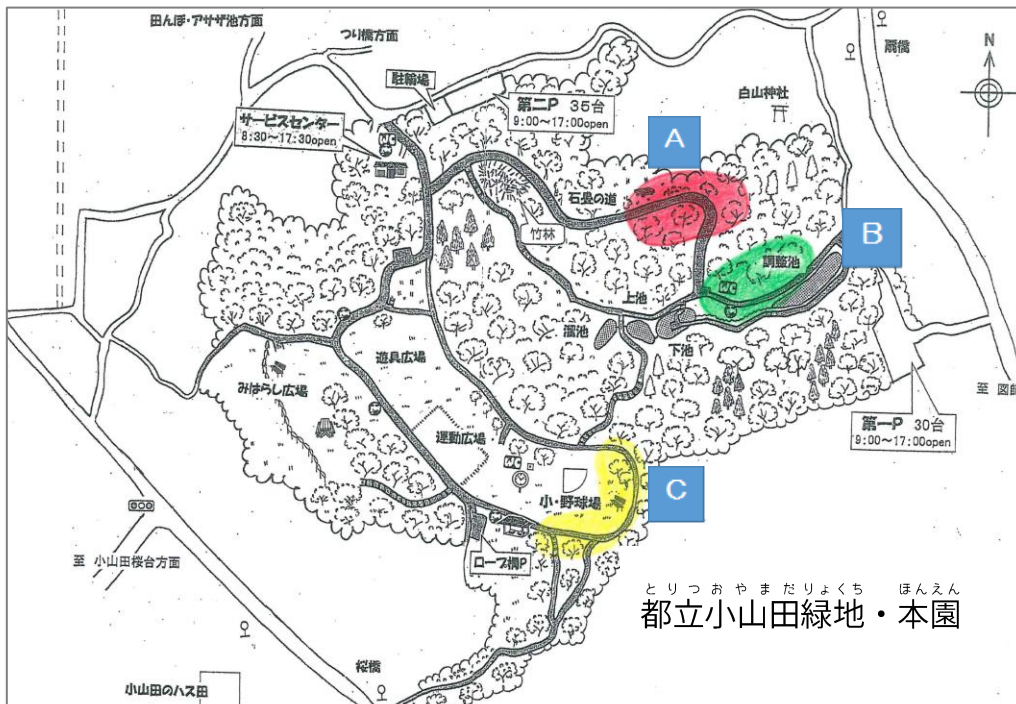 田んぼ・アサザ池方面
つり橋方面
扇橋
N
駐輪場
第二P 35台
9:00〜17:00open
白山神社
サービスセンター
8:30〜17:30open
WC
A
石畳の道
竹林
B
調整池
WC
上池
溜池
下池
遊具広場
みはらし広場
至 図師
第一P 30台
9:00〜17:00open
運動広場
WC
小・野球場
C
ロープ柵P
至 小山田桜台方面
とりつおやまだりょくち ほんえん
都立小山田緑地・本園
桜橋
小山田のハス田